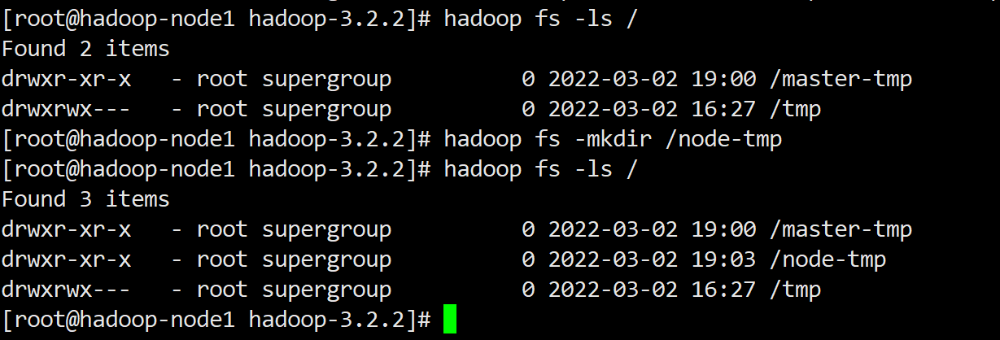 [root@hadoop-node1 hadoop-3.2.2]# hadoop fs -ls /
Found 2 items
drwxr-xr-x   - root supergroup          0 2022-03-02 19:00 /master-tmp
drwxrwx---   - root supergroup          0 2022-03-02 16:27 /tmp
[root@hadoop-node1 hadoop-3.2.2]# hadoop fs -mkdir /node-tmp
[root@hadoop-node1 hadoop-3.2.2]# hadoop fs -ls /
Found 3 items
drwxr-xr-x   - root supergroup          0 2022-03-02 19:00 /master-tmp
drwxr-xr-x   - root supergroup          0 2022-03-02 19:03 /node-tmp
drwxrwx---   - root supergroup          0 2022-03-02 16:27 /tmp
[root@hadoop-node1 hadoop-3.2.2]#